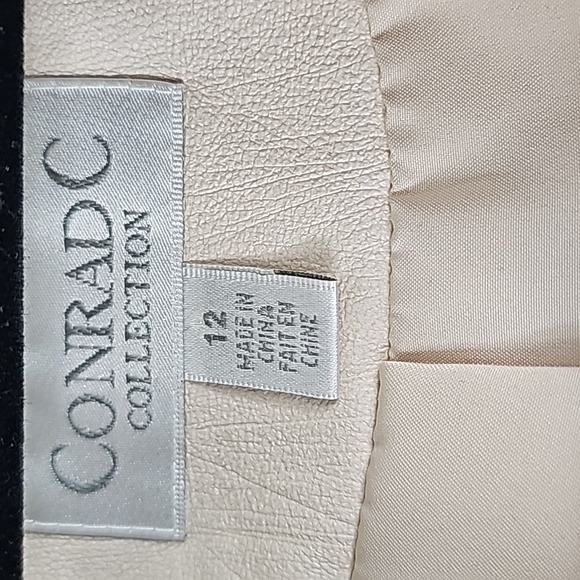 CONRAD C
COLLECTION
12
MADE IN
CHINA
FAIT EN
CHINE